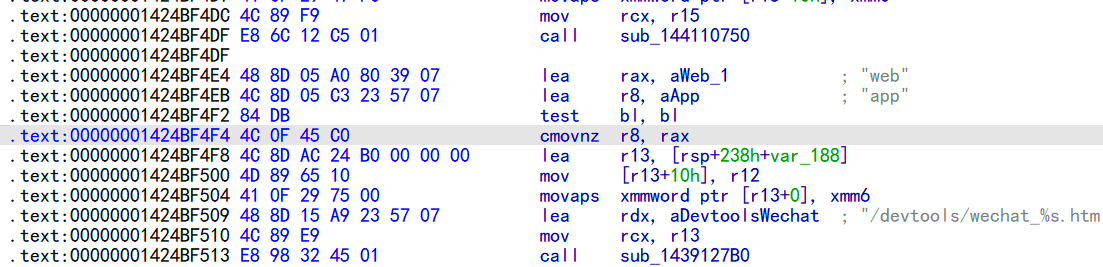 .text:00000001424BF4DC 4C 89 F9 mov rcx, r15
.text:00000001424BF4DF E8 6C 12 C5 01 call sub_144110750
.text:00000001424BF4DF
.text:00000001424BF4E4 48 8D 05 A0 80 39 07 lea rax, aWeb_1 ; "web"
.text:00000001424BF4EB 4C 8D 05 C3 23 57 07 lea r8, aApp ; "app"
.text:00000001424BF4F2 84 DB test bl, bl
.text:00000001424BF4F4 4C 0F 45 C0 cmovnz r8, rax
.text:00000001424BF4F8 4C 8D AC 24 B0 00 00 00 lea r13, [rsp+238h+var_188]
.text:00000001424BF500 4D 89 65 10 mov [r13+10h], r12
.text:00000001424BF504 41 0F 29 75 00 movaps xmmword ptr [r13+0], xmm6
.text:00000001424BF509 48 8D 15 A9 23 57 07 lea rdx, aDevtoolsWechat ; "/devtools/wechat_%s.htm
.text:00000001424BF510 4C 89 E9 mov rcx, r13
.text:00000001424BF513 E8 98 32 45 01 call sub_1439127B0